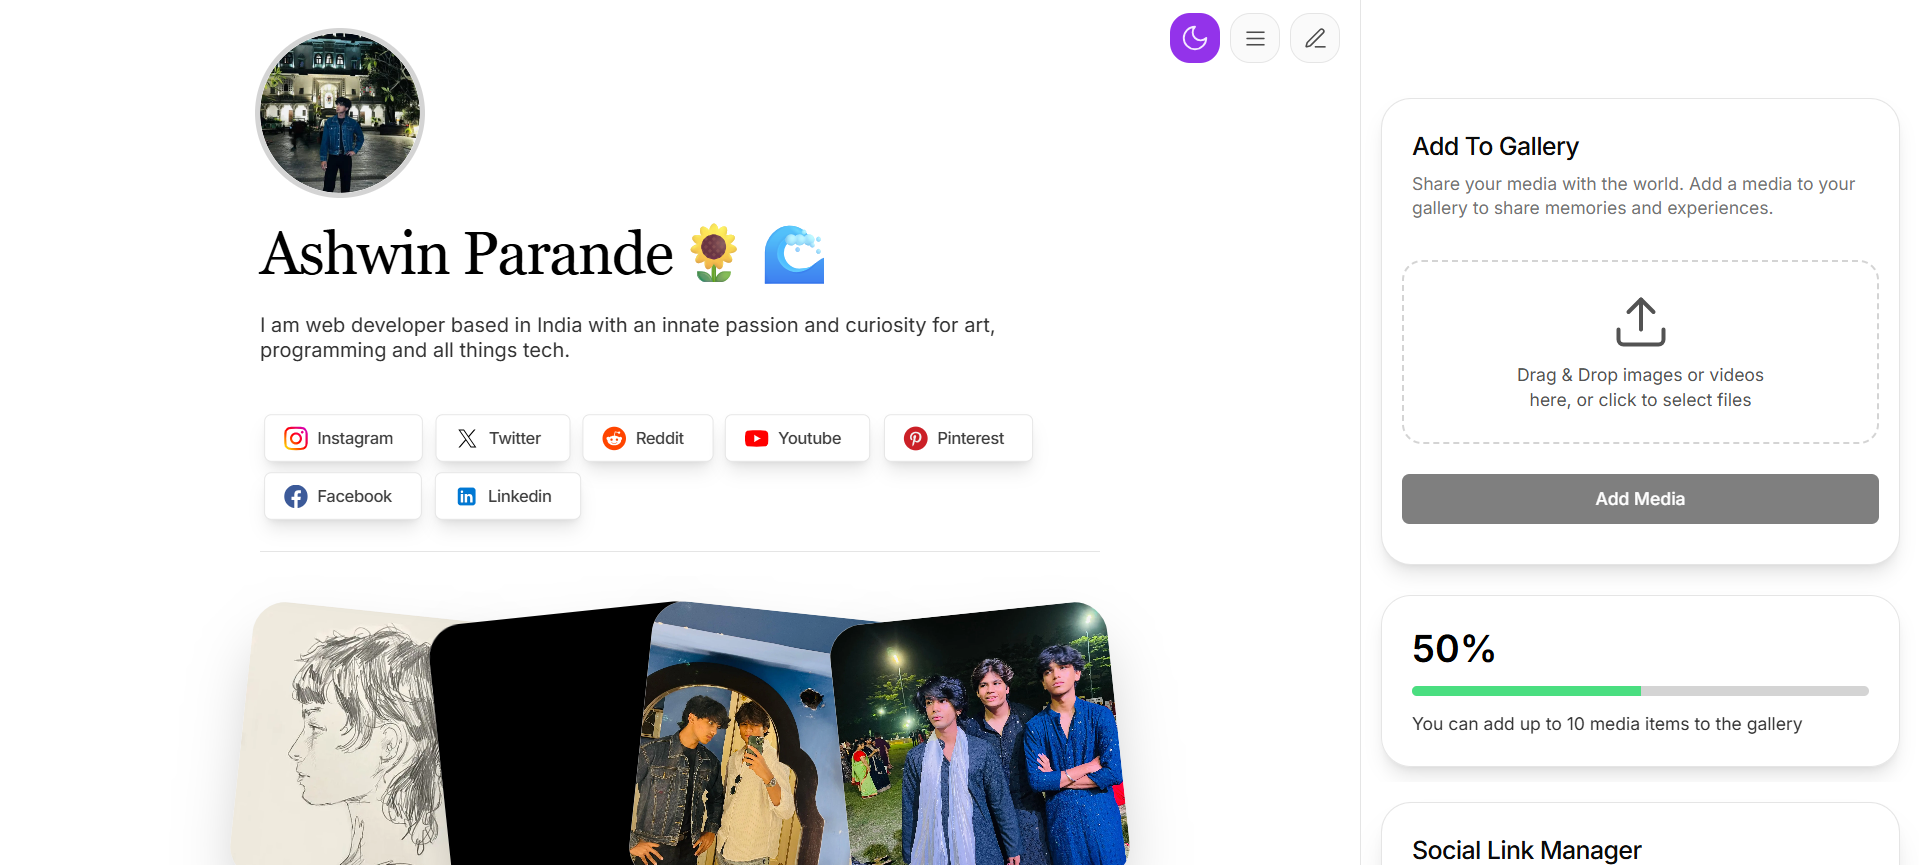 Ashwin Parande 🌻 🌊
I am web developer based in India with an innate passion and curiosity for art,
programming and all things tech.
Instagram
Twitter
Reddit
Youtube
Pinterest
Facebook
Linkedin
Add To Gallery
Share your media with the world. Add a media to your
gallery to share memories and experiences.
Drag & Drop images or videos
here, or click to select files
Add Media
50%
You can add up to 10 media items to the gallery
Social Link Manager